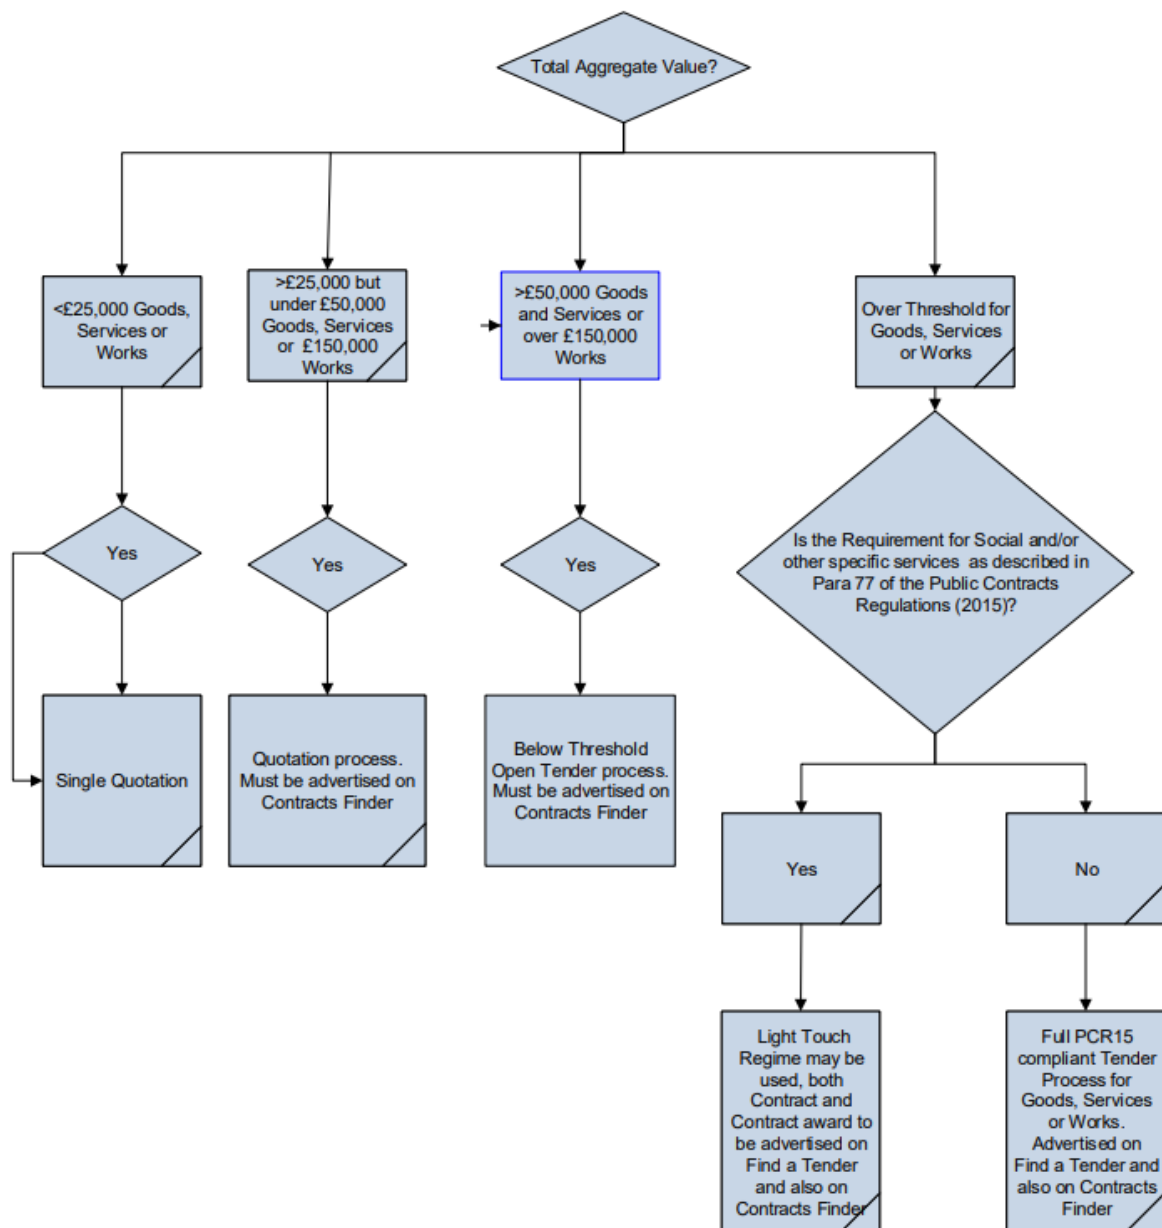 Total Aggregate Value?
<£25,000 Goods,
Services or
Works
>£25,000 but
under £50,000
Goods, Services
or £150,000
Works
>£50,000 Goods
and Services or
over £150,000
Works
Over Threshold for
Goods, Services
or Works
Yes
Yes
Yes
Is the Requirement for Social and/or
other specific services as described in
Para 77 of the Public Contracts
Regulations (2015)?
Single Quotation
Quotation process.
Must be advertised on
Contracts Finder
Below Threshold
Open Tender process.
Must be advertised on
Contracts Finder
Yes
No
Light Touch
Regime may be
used, both
Contract and
Contract award to
be advertised on
Find a Tender
and also on
Contracts Finder
Full PCR15
compliant Tender
Process for
Goods, Services
or Works.
Advertised on
Find a Tender and
also on Contracts
Finder